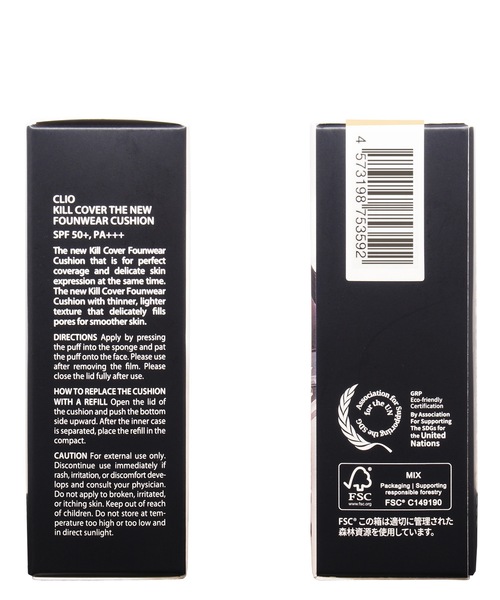 CLIO
KILL COVER THE NEW
FOUNWEAR CUSHION
SPF 50+, PA+++
The new Kill Cover Founwear
Cushion that is for perfect
coverage and delicate skin
expression at the same time.
The new Kill Cover Founwear
Cushion with thinner, lighter
texture that delicately fills
pores for smoother skin.
DIRECTIONS Apply by pressing
the puff into the sponge and pat
the puff onto the face. Please use
after removing the film. Please
close the lid fully after use.
HOW TO REPLACE THE CUSHION
WITH A REFILL Open the lid of
the cushion and push the bottom
side upward. After the inner case
is separated, place the refill in the
compact.
CAUTION For external use only.
Discontinue use immediately if
rash, irritation, or discomfort deve-
lops and consult your physician.
Do not apply to broken, irritated,
or itching skin. Keep out of reach
of children. Do not store at tem-
perature too high or too low and
in direct sunlight.
4 573198 753592
Association for Supporting
the SDGs
for the UN
GRP
Eco-friendly
Certification
By Association
For Supporting
The SDGs for
the United
Nations
FSC
www.fsc.org
MIX
Packaging | Supporting
responsible forestry
FSC® C149190
FSC® この箱は適切に管理された
森林資源を使用しています。